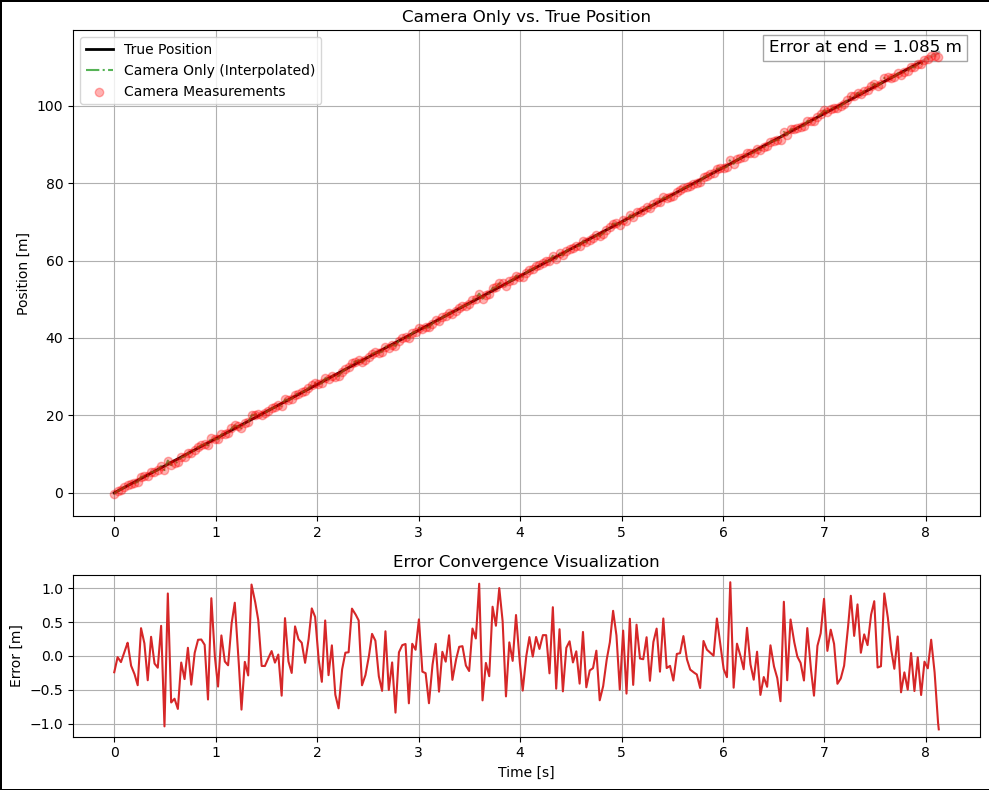 Camera Only vs. True Position
True Position
Camera Only (Interpolated)
Camera Measurements
Error at end = 1.085 m
Position [m]
100
80
60
40
20
0
0 1 2 3 4 5 6 7 8
Error Convergence Visualization
Error [m]
1.0
0.5
0.0
−0.5
−1.0
0 1 2 3 4 5 6 7 8
Time [s]